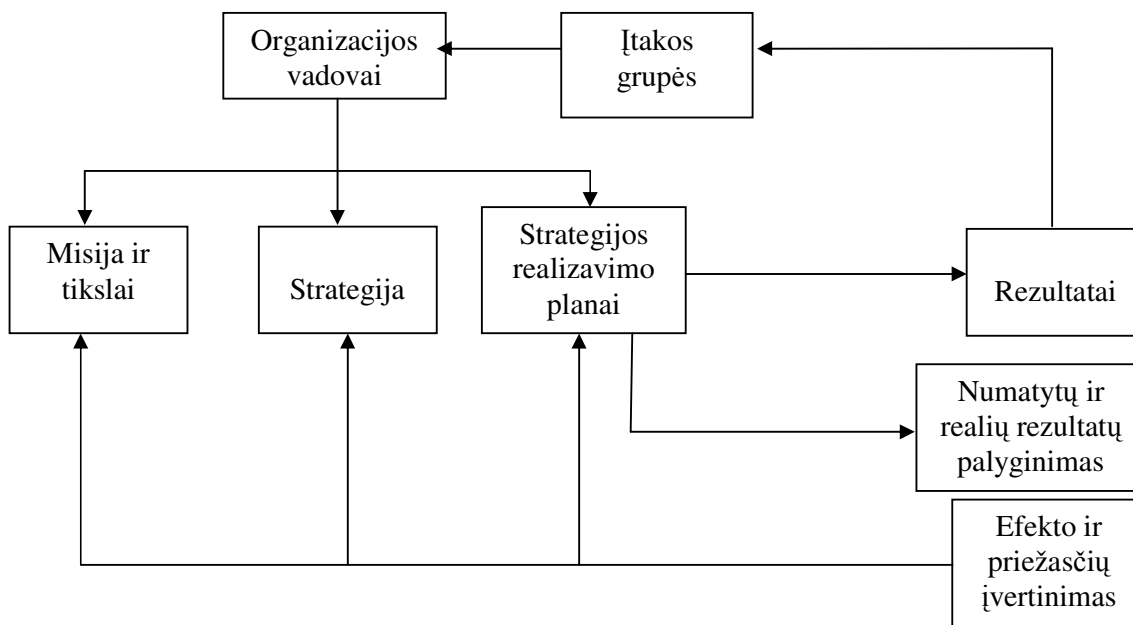 Organizacijos
vadovai
Įtakos
grupės
Misija ir
tikslai
Strategija
Strategijos
realizavimo
planai
Rezultatai
Numatytų ir
realių rezultatų
palyginimas
Efekto ir
priežasčių
įvertinimas